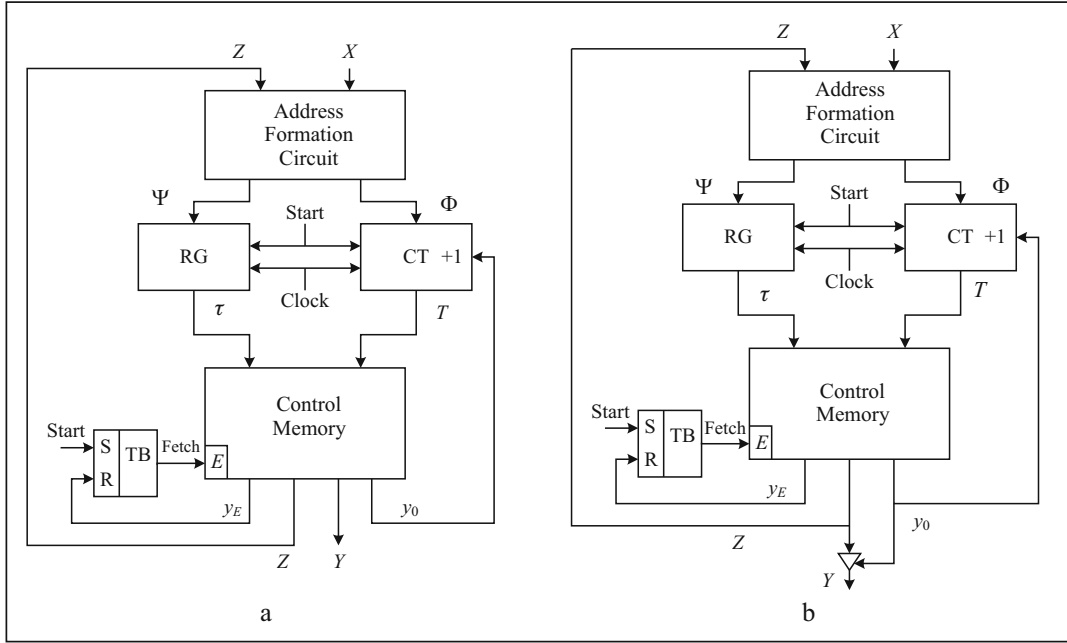 Z X
Address
Formation
Circuit
Ψ Φ
Start
RG CT +1
Clock
τ T
Control
Memory
Start
S TB Fetch E
R
y_E y_0
Z Y
a
Z X
Address
Formation
Circuit
Ψ Φ
Start
RG CT +1
Clock
τ T
Control
Memory
Start
S TB Fetch E
R
y_E y_0
Z
Y
b